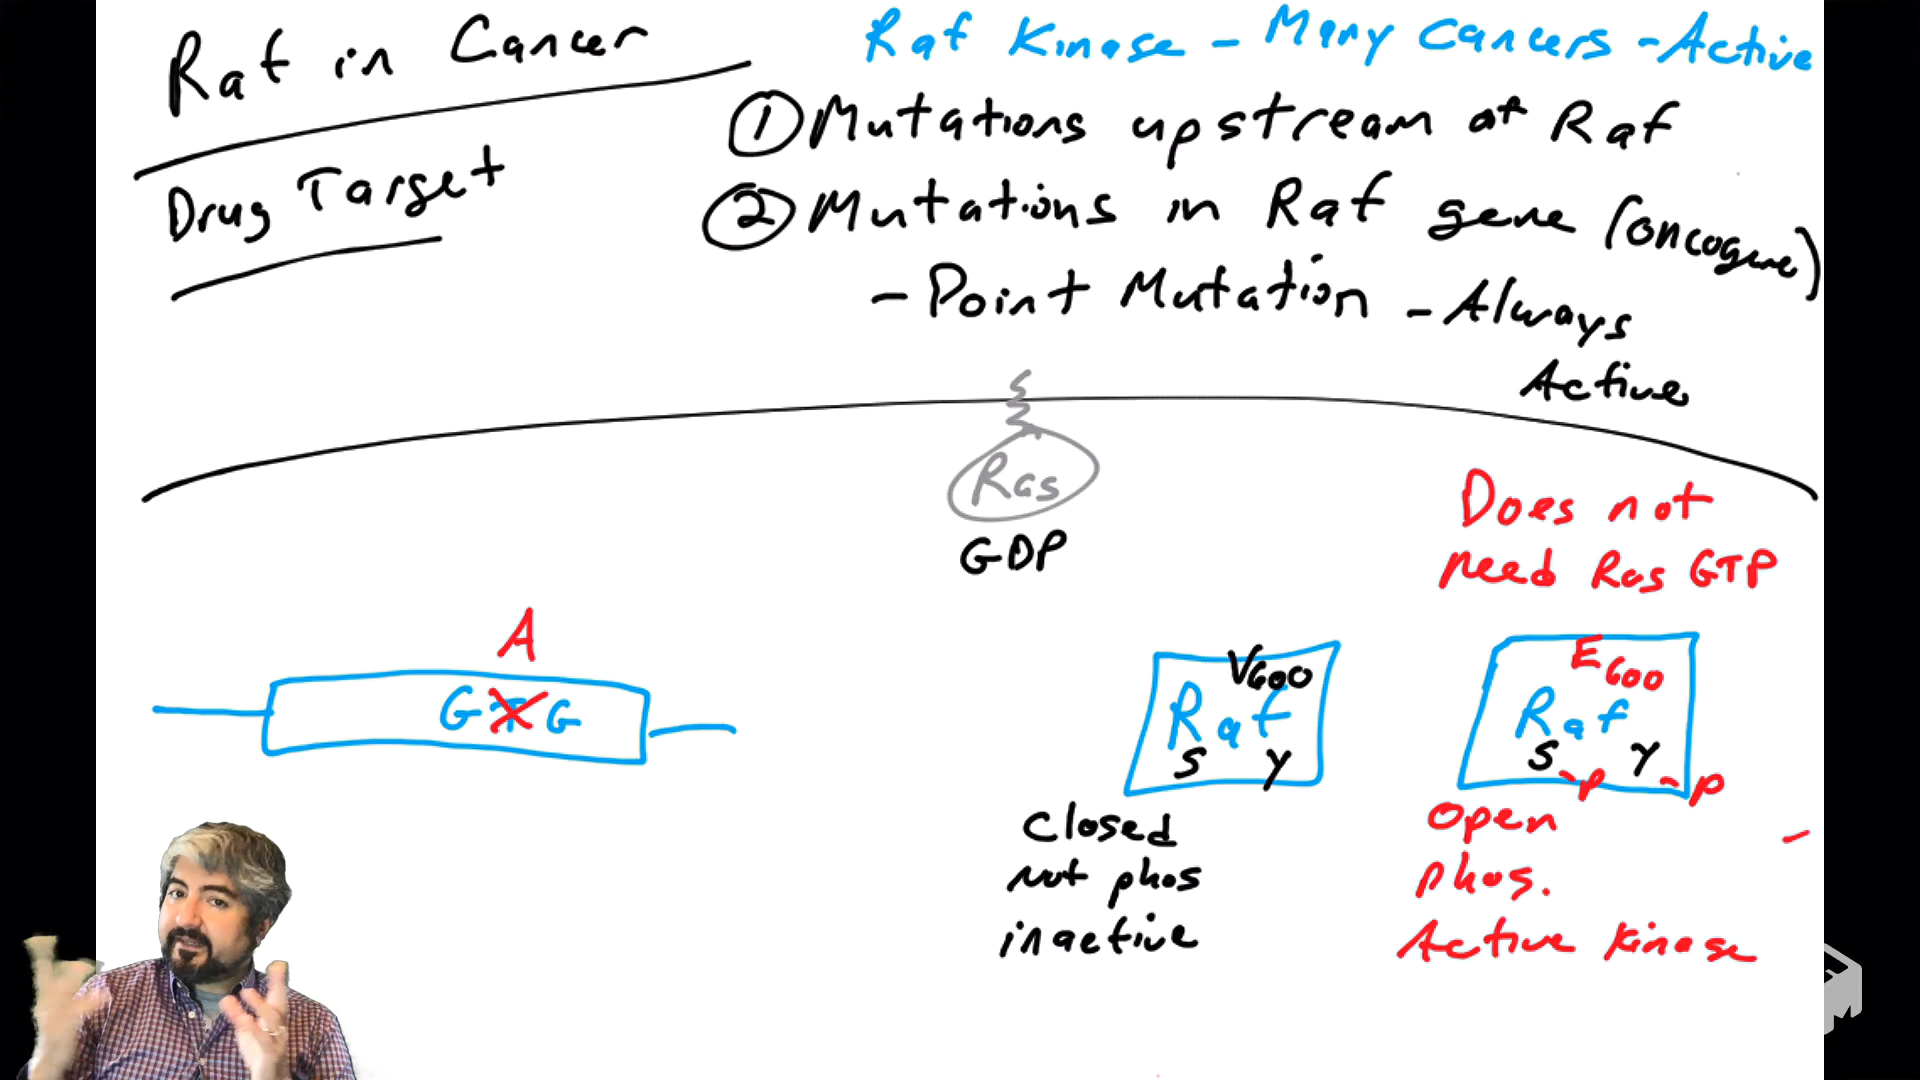 Raf in Cancer
Drug Target
Raf Kinase - Many Cancers - Active
① Mutations upstream of Raf
② Mutations in Raf gene (oncogene)
- Point Mutation - Always
Active
Ras
GDP
Does not
need Ras GTP
A
GTG
V600
Raf
S Y
Closed
not phos
inactive
E600
Raf
S-P Y-P
Open
phos.
Active Kinase